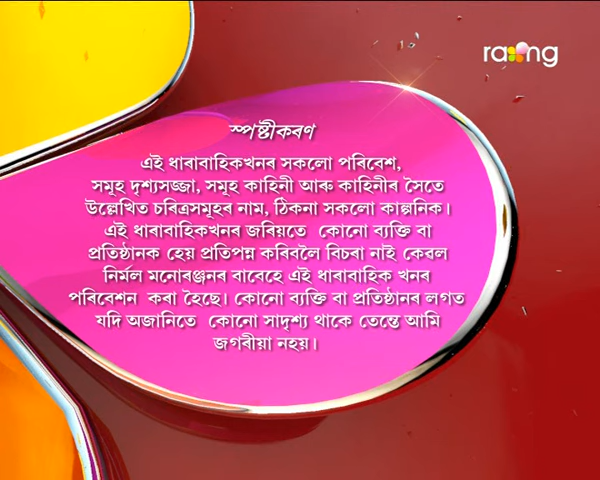 rang
স্পষ্টীকৰণ
এই ধাৰাবাহিকখনৰ সকলো পৰিবেশ,
সমূহ দৃশ্যসজ্জা, সমূহ কাহিনী আৰু কাহিনীৰ সৈতে
উল্লেখিত চৰিত্ৰসমূহৰ নাম, ঠিকনা সকলো কাল্পনিক।
এই ধাৰাবাহিকখনৰ জৰিয়তে কোনো ব্যক্তি বা
প্ৰতিষ্ঠানক হেয় প্ৰতিপন্ন কৰিবলৈ বিচৰা নাই কেৱল
নিৰ্মল মনোৰঞ্জনৰ বাবেহে এই ধাৰাবাহিক খনৰ
পৰিবেশন কৰা হৈছে। কোনো ব্যক্তি বা প্ৰতিষ্ঠানৰ লগত
যদি অজানিতে কোনো সাদৃশ্য থাকে তেন্তে আমি
জগৰীয়া নহয়।